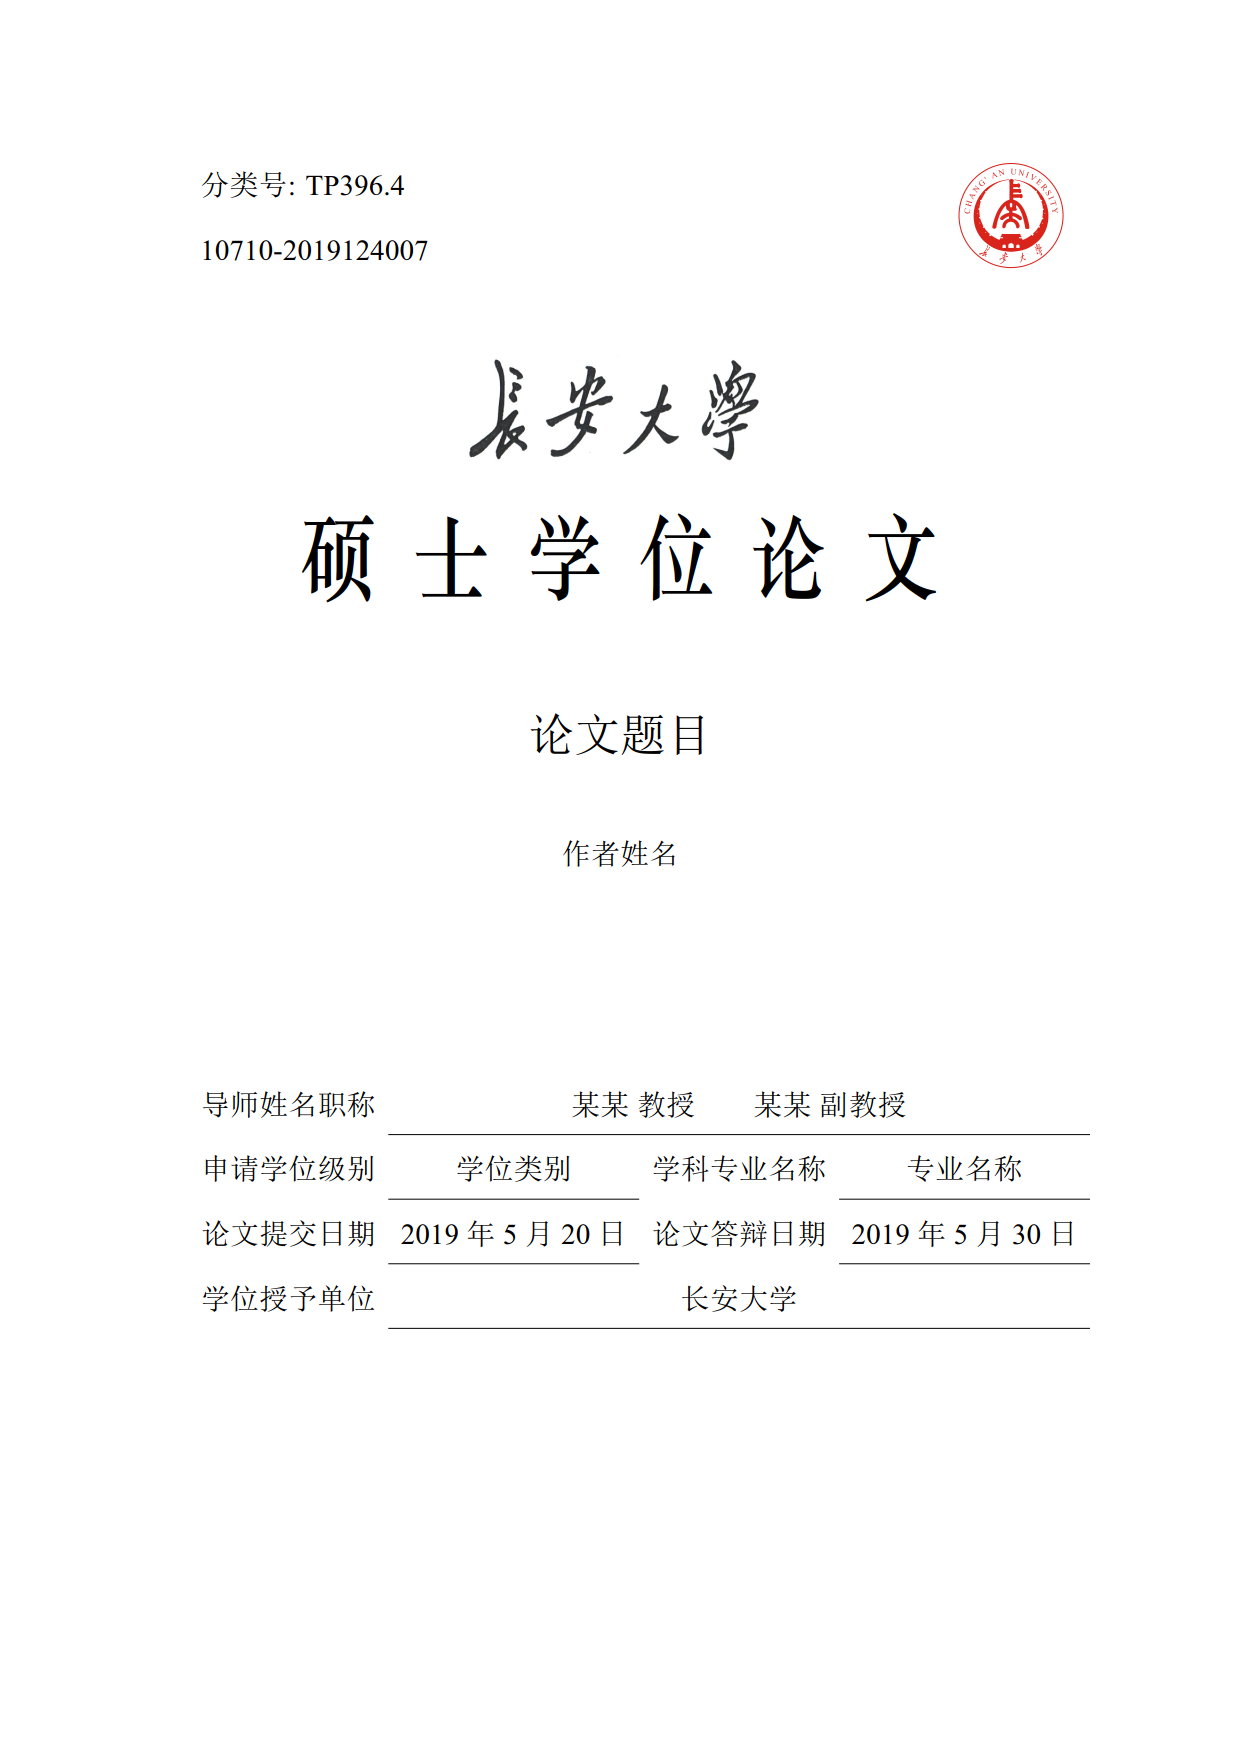 分类号: TP396.4
10710-2019124007
CHANG' AN UNIVERSITY
長安大學
長安大學
硕士学位论文
论文题目
作者姓名
导师姓名职称 某某 教授 某某 副教授
申请学位级别 学位类别 学科专业名称 专业名称
论文提交日期 2019 年 5 月 20 日 论文答辩日期 2019 年 5 月 30 日
学位授予单位 长安大学